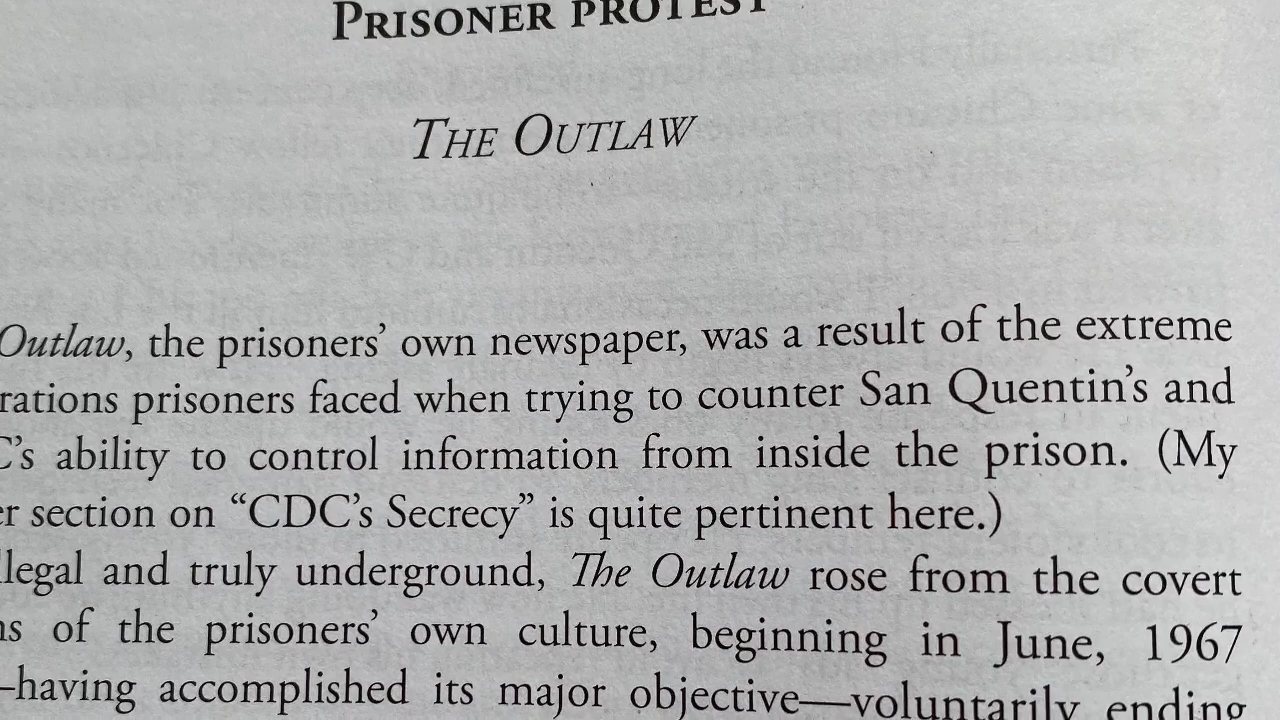 PRISONER PROTEST
THE OUTLAW
Outlaw, the prisoners’ own newspaper, was a result of the extreme
rations prisoners faced when trying to counter San Quentin’s and
C’s ability to control information from inside the prison. (My
er section on “CDC’s Secrecy” is quite pertinent here.)
llegal and truly underground, The Outlaw rose from the covert
ns of the prisoners’ own culture, beginning in June, 1967
—having accomplished its major objective—voluntarily ending